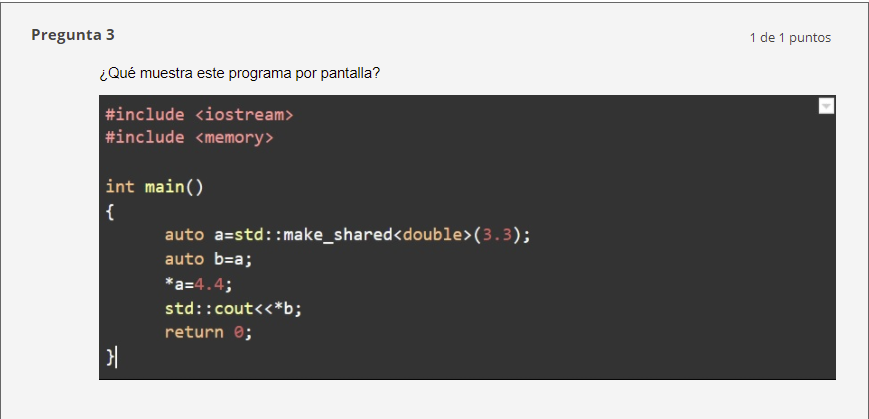 Pregunta 3
1 de 1 puntos
¿Qué muestra este programa por pantalla?
#include <iostream>
#include <memory>
int main()
{
auto a=std::make_shared<double>(3.3);
auto b=a;
*a=4.4;
std::cout<<*b;
return 0;
}